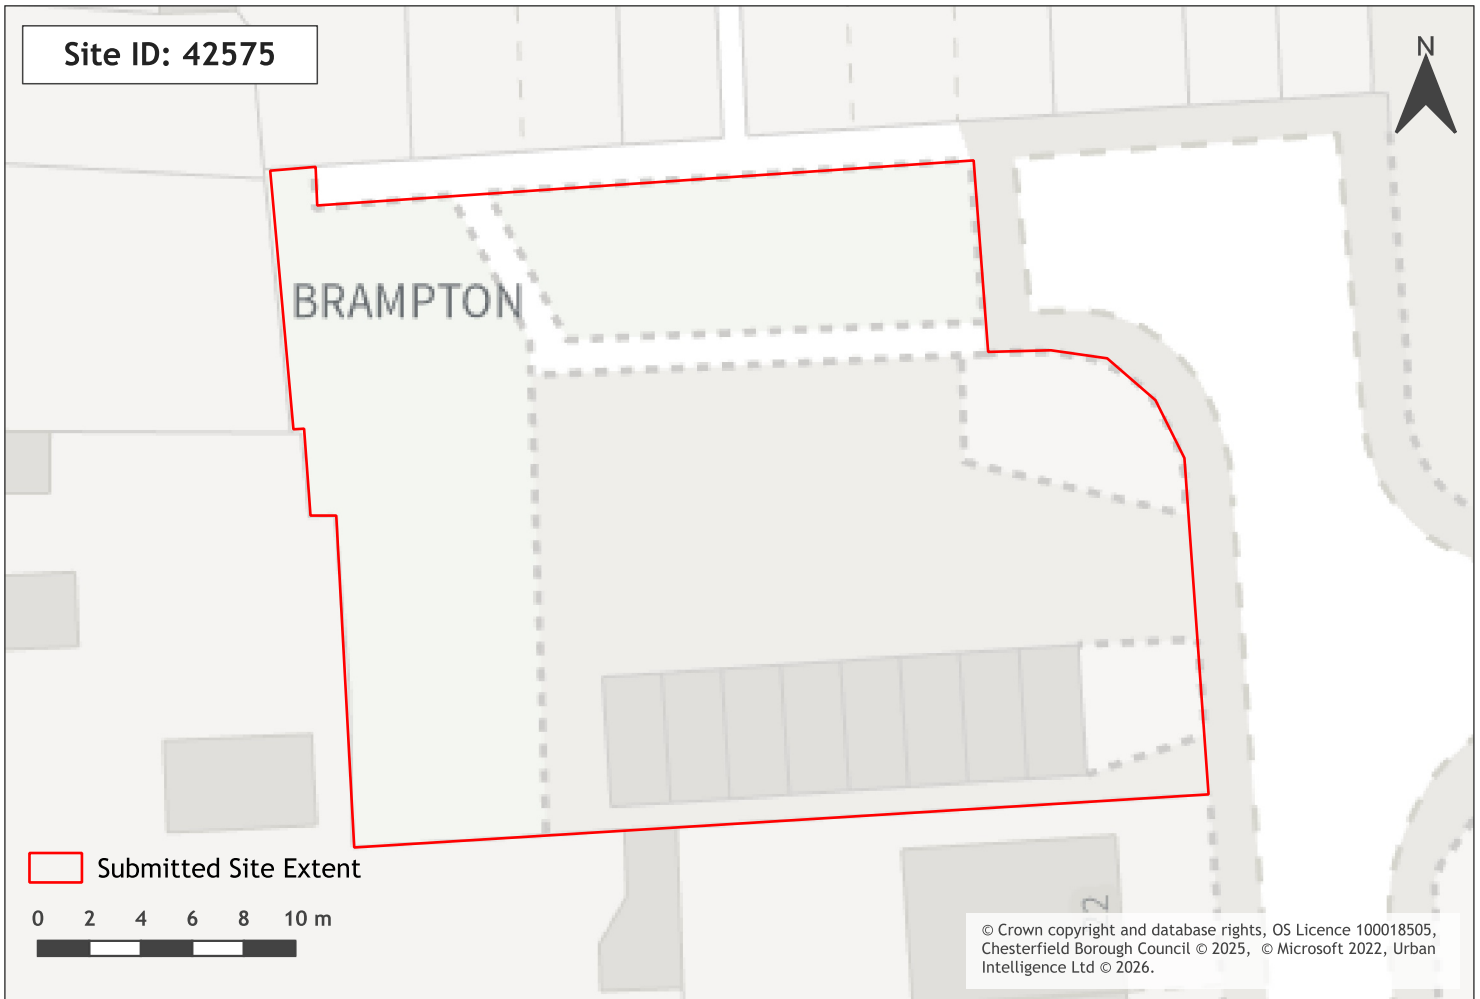 Site ID: 42575
N
BRAMPTON
Submitted Site Extent
0 2 4 6 8 10 m
© Crown copyright and database rights, OS Licence 100018505,
Chesterfield Borough Council © 2025, © Microsoft 2022, Urban
Intelligence Ltd © 2026.